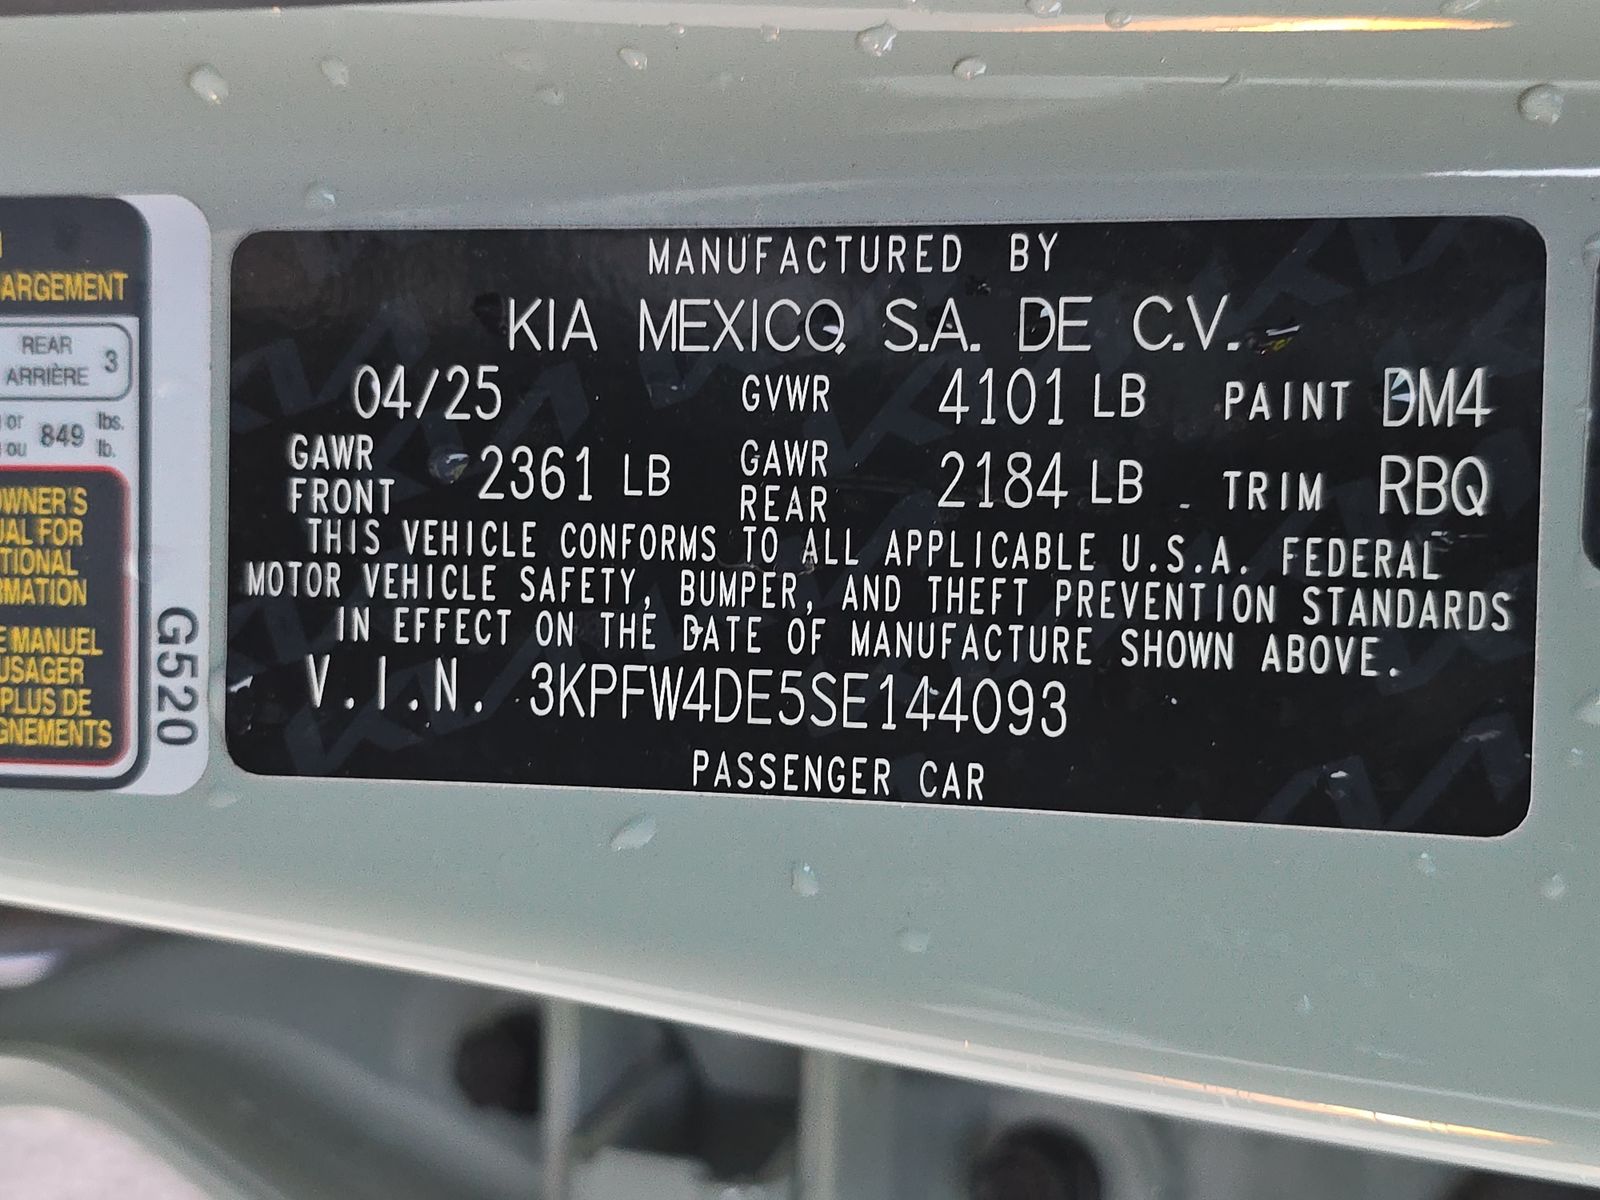 ARGEMENT
REAR
ARRIÈRE 3
or
ou 849 lbs.
lb.
OWNER'S
UAL FOR
TIONAL
RMATION
E MANUEL
USAGER
PLUS DE
GNEMENTS
G520
MANUFACTURED BY
KIA MEXICO, S.A. DE C.V.
04/25 GVWR 4101 LB PAINT DM4
GAWR FRONT 2361 LB GAWR REAR 2184 LB TRIM RBQ
THIS VEHICLE CONFORMS TO ALL APPLICABLE U.S.A. FEDERAL
MOTOR VEHICLE SAFETY, BUMPER, AND THEFT PREVENTION STANDARDS
IN EFFECT ON THE DATE OF MANUFACTURE SHOWN ABOVE.
V.I.N. 3KPFW4DE5SE144093
PASSENGER CAR